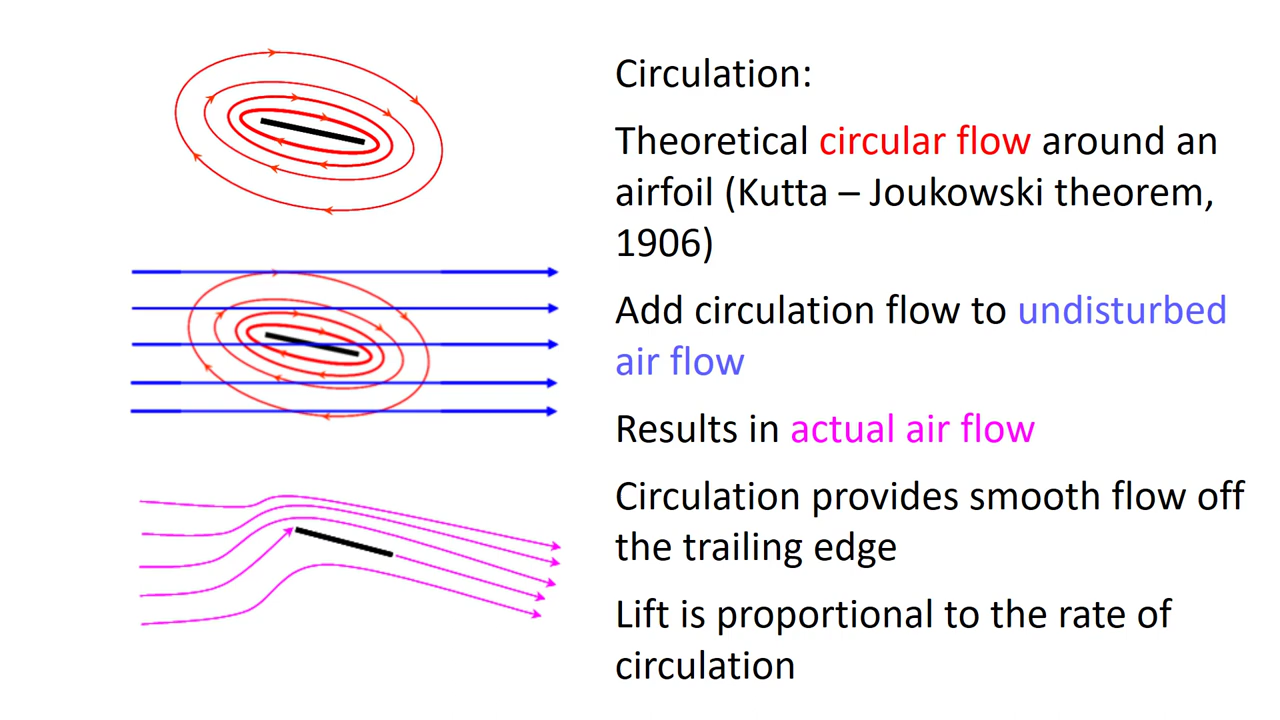 Circulation:
Theoretical circular flow around an
airfoil (Kutta – Joukowski theorem,
1906)
Add circulation flow to undisturbed
air flow
Results in actual air flow
Circulation provides smooth flow off
the trailing edge
Lift is proportional to the rate of
circulation